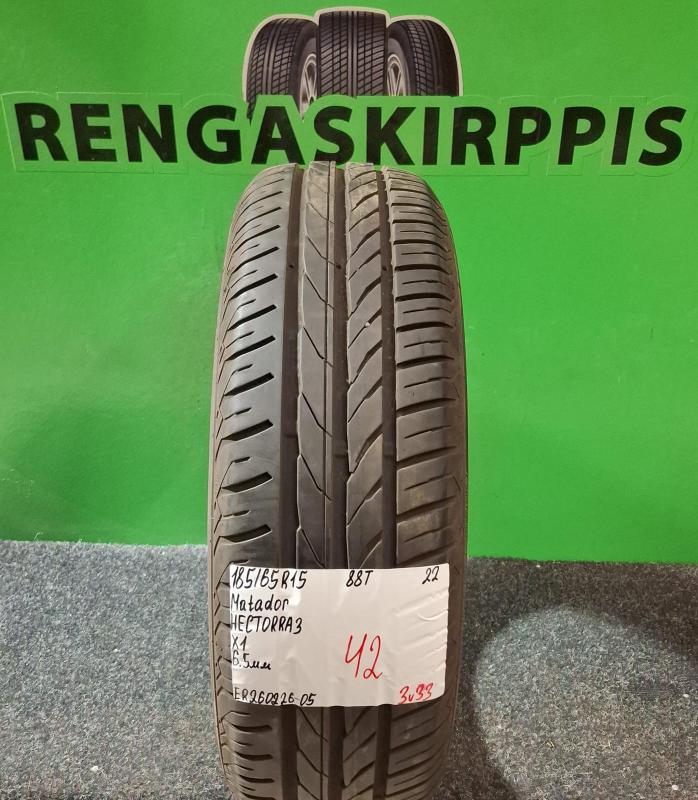 RENGASKIRPPIS
185/65R15 88T 22
Matador
HECTORRA3
X1
6.5мм
42
ER260226-05
3v33